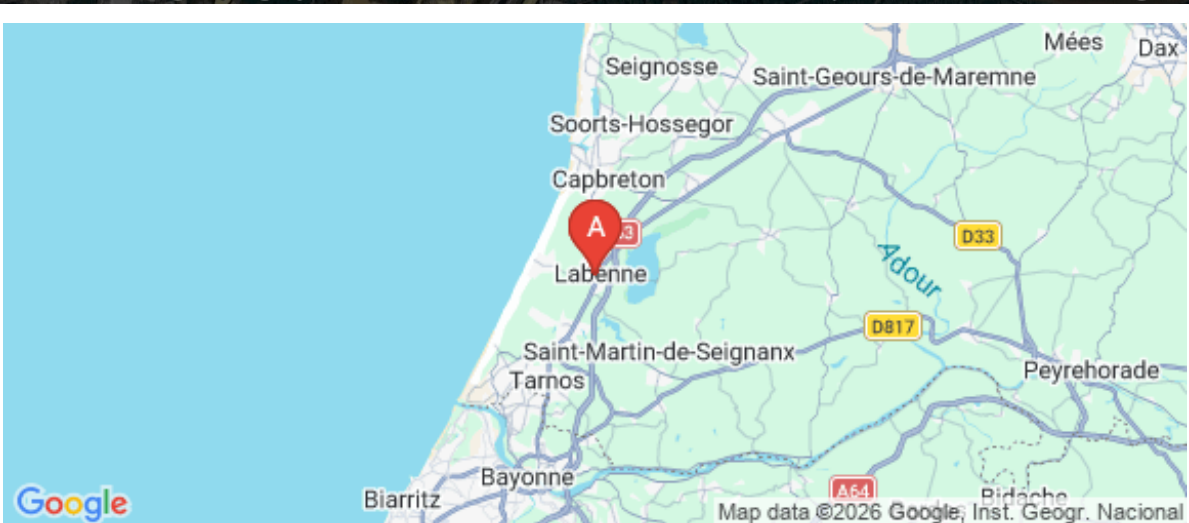 Mées
Dax
Seignosse
Saint-Geours-de-Maremne
Soorts-Hossegor
Capbreton
A
D33
Labenne
Adour
D817
Saint-Martin-de-Seignanx
Tarnos
Peyrehorade
Bayonne
A64
Bidache
Biarritz
Google
Map data ©2026 Google, Inst. Geogr. Nacional